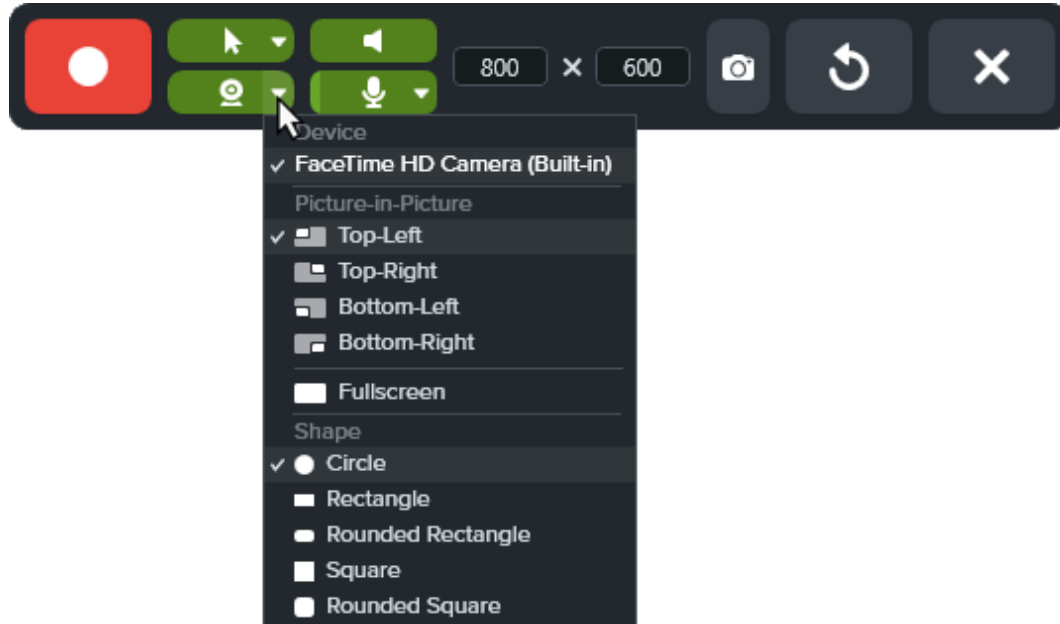 800 × 600
Device
FaceTime HD Camera (Built-in)
Picture-in-Picture
Top-Left
Top-Right
Bottom-Left
Bottom-Right
Fullscreen
Shape
Circle
Rectangle
Rounded Rectangle
Square
Rounded Square